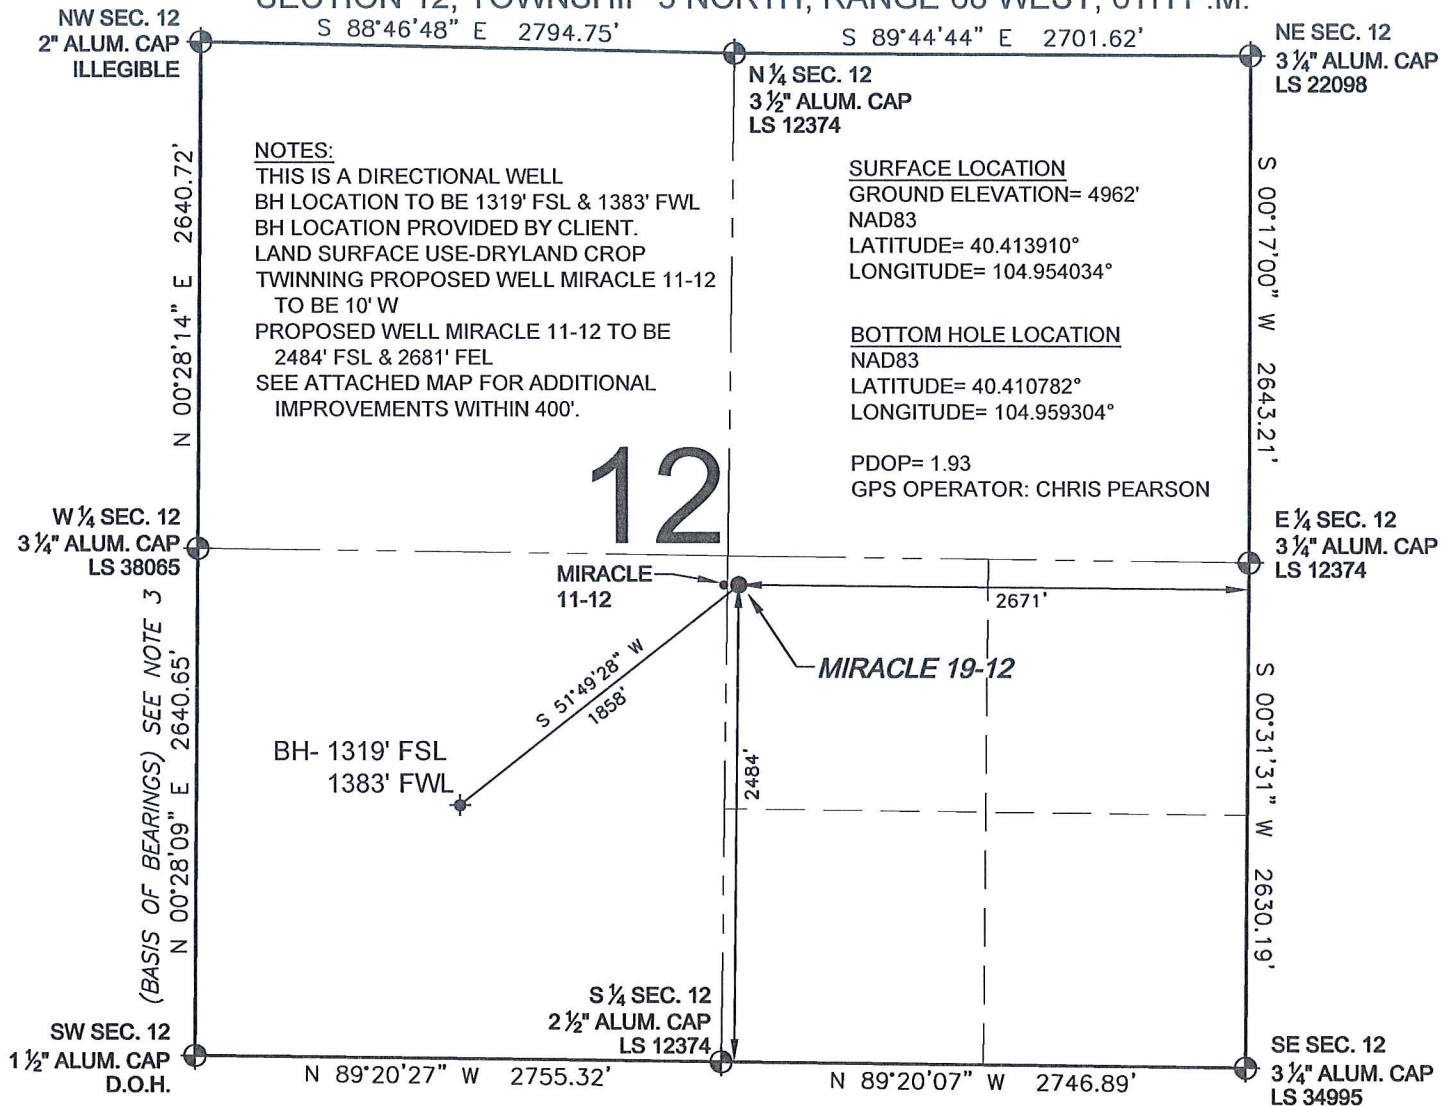 SECTION 12, TOWNSHIP 5 NORTH, RANGE 68 WEST, 6TH P.M.
NW SEC. 12
2" ALUM. CAP
ILLEGIBLE
S 88°46'48" E 2794.75'
S 89°44'44" E 2701.62'
NE SEC. 12
3 ¼" ALUM. CAP
LS 22098
N ¼ SEC. 12
3 ½" ALUM. CAP
LS 12374
N 00°28'14" E 2640.72'
NOTES:
THIS IS A DIRECTIONAL WELL
BH LOCATION TO BE 1319' FSL & 1383' FWL
BH LOCATION PROVIDED BY CLIENT.
LAND SURFACE USE-DRYLAND CROP
TWINNING PROPOSED WELL MIRACLE 11-12
TO BE 10' W
PROPOSED WELL MIRACLE 11-12 TO BE
2484' FSL & 2681' FEL
SEE ATTACHED MAP FOR ADDITIONAL
IMPROVEMENTS WITHIN 400'.
SURFACE LOCATION
GROUND ELEVATION= 4962'
NAD83
LATITUDE= 40.413910°
LONGITUDE= 104.954034°
BOTTOM HOLE LOCATION
NAD83
LATITUDE= 40.410782°
LONGITUDE= 104.959304°
PDOP= 1.93
GPS OPERATOR: CHRIS PEARSON
S 00°17'00" W 2643.21'
12
W ¼ SEC. 12
3 ¼" ALUM. CAP
LS 38065
E ¼ SEC. 12
3 ¼" ALUM. CAP
LS 12374
MIRACLE
11-12
2671'
MIRACLE 19-12
S 51°49'28" W
1858'
2484'
BH- 1319' FSL
1383' FWL
(BASIS OF BEARINGS) SEE NOTE 3
N 00°28'09" E 2640.65'
S 00°31'31" W 2630.19'
SW SEC. 12
1 ½" ALUM. CAP
D.O.H.
S ¼ SEC. 12
2 ½" ALUM. CAP
LS 12374
N 89°20'27" W 2755.32'
N 89°20'07" W 2746.89'
SE SEC. 12
3 ¼" ALUM. CAP
LS 34995